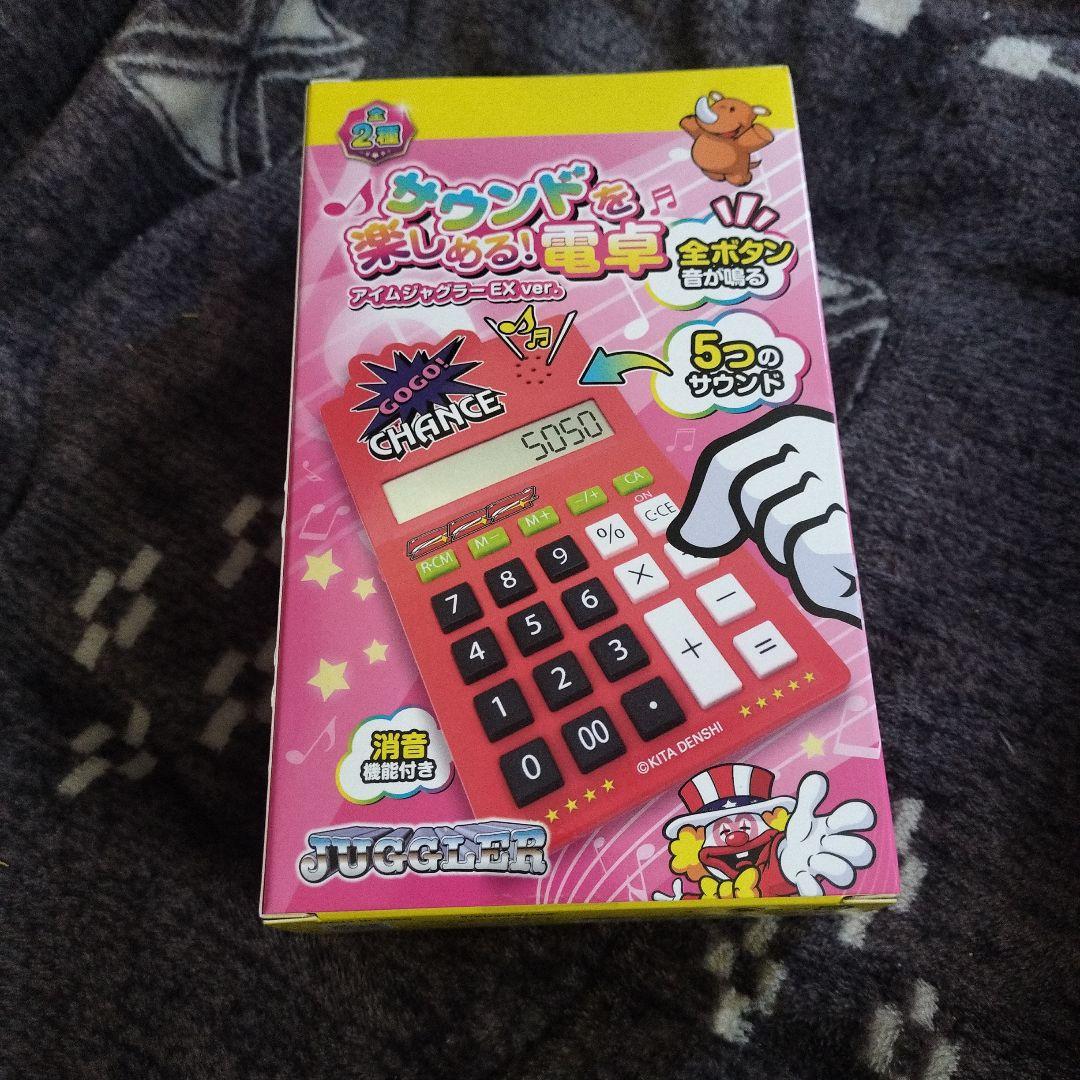 全
2種
サウンドを
楽しめる!電卓
アイムジャグラーEX ver.
全ボタン
音が鳴る
5つの
サウンド
GOGO!
CHANCE
5050
R·CM
M−
M+
−/+
CA
ON
7
8
9
%
C·CE
4
5
6
×
−
1
2
3
+
=
0
00
·
©KITA DENSHI
消音
機能付き
JUGGLER